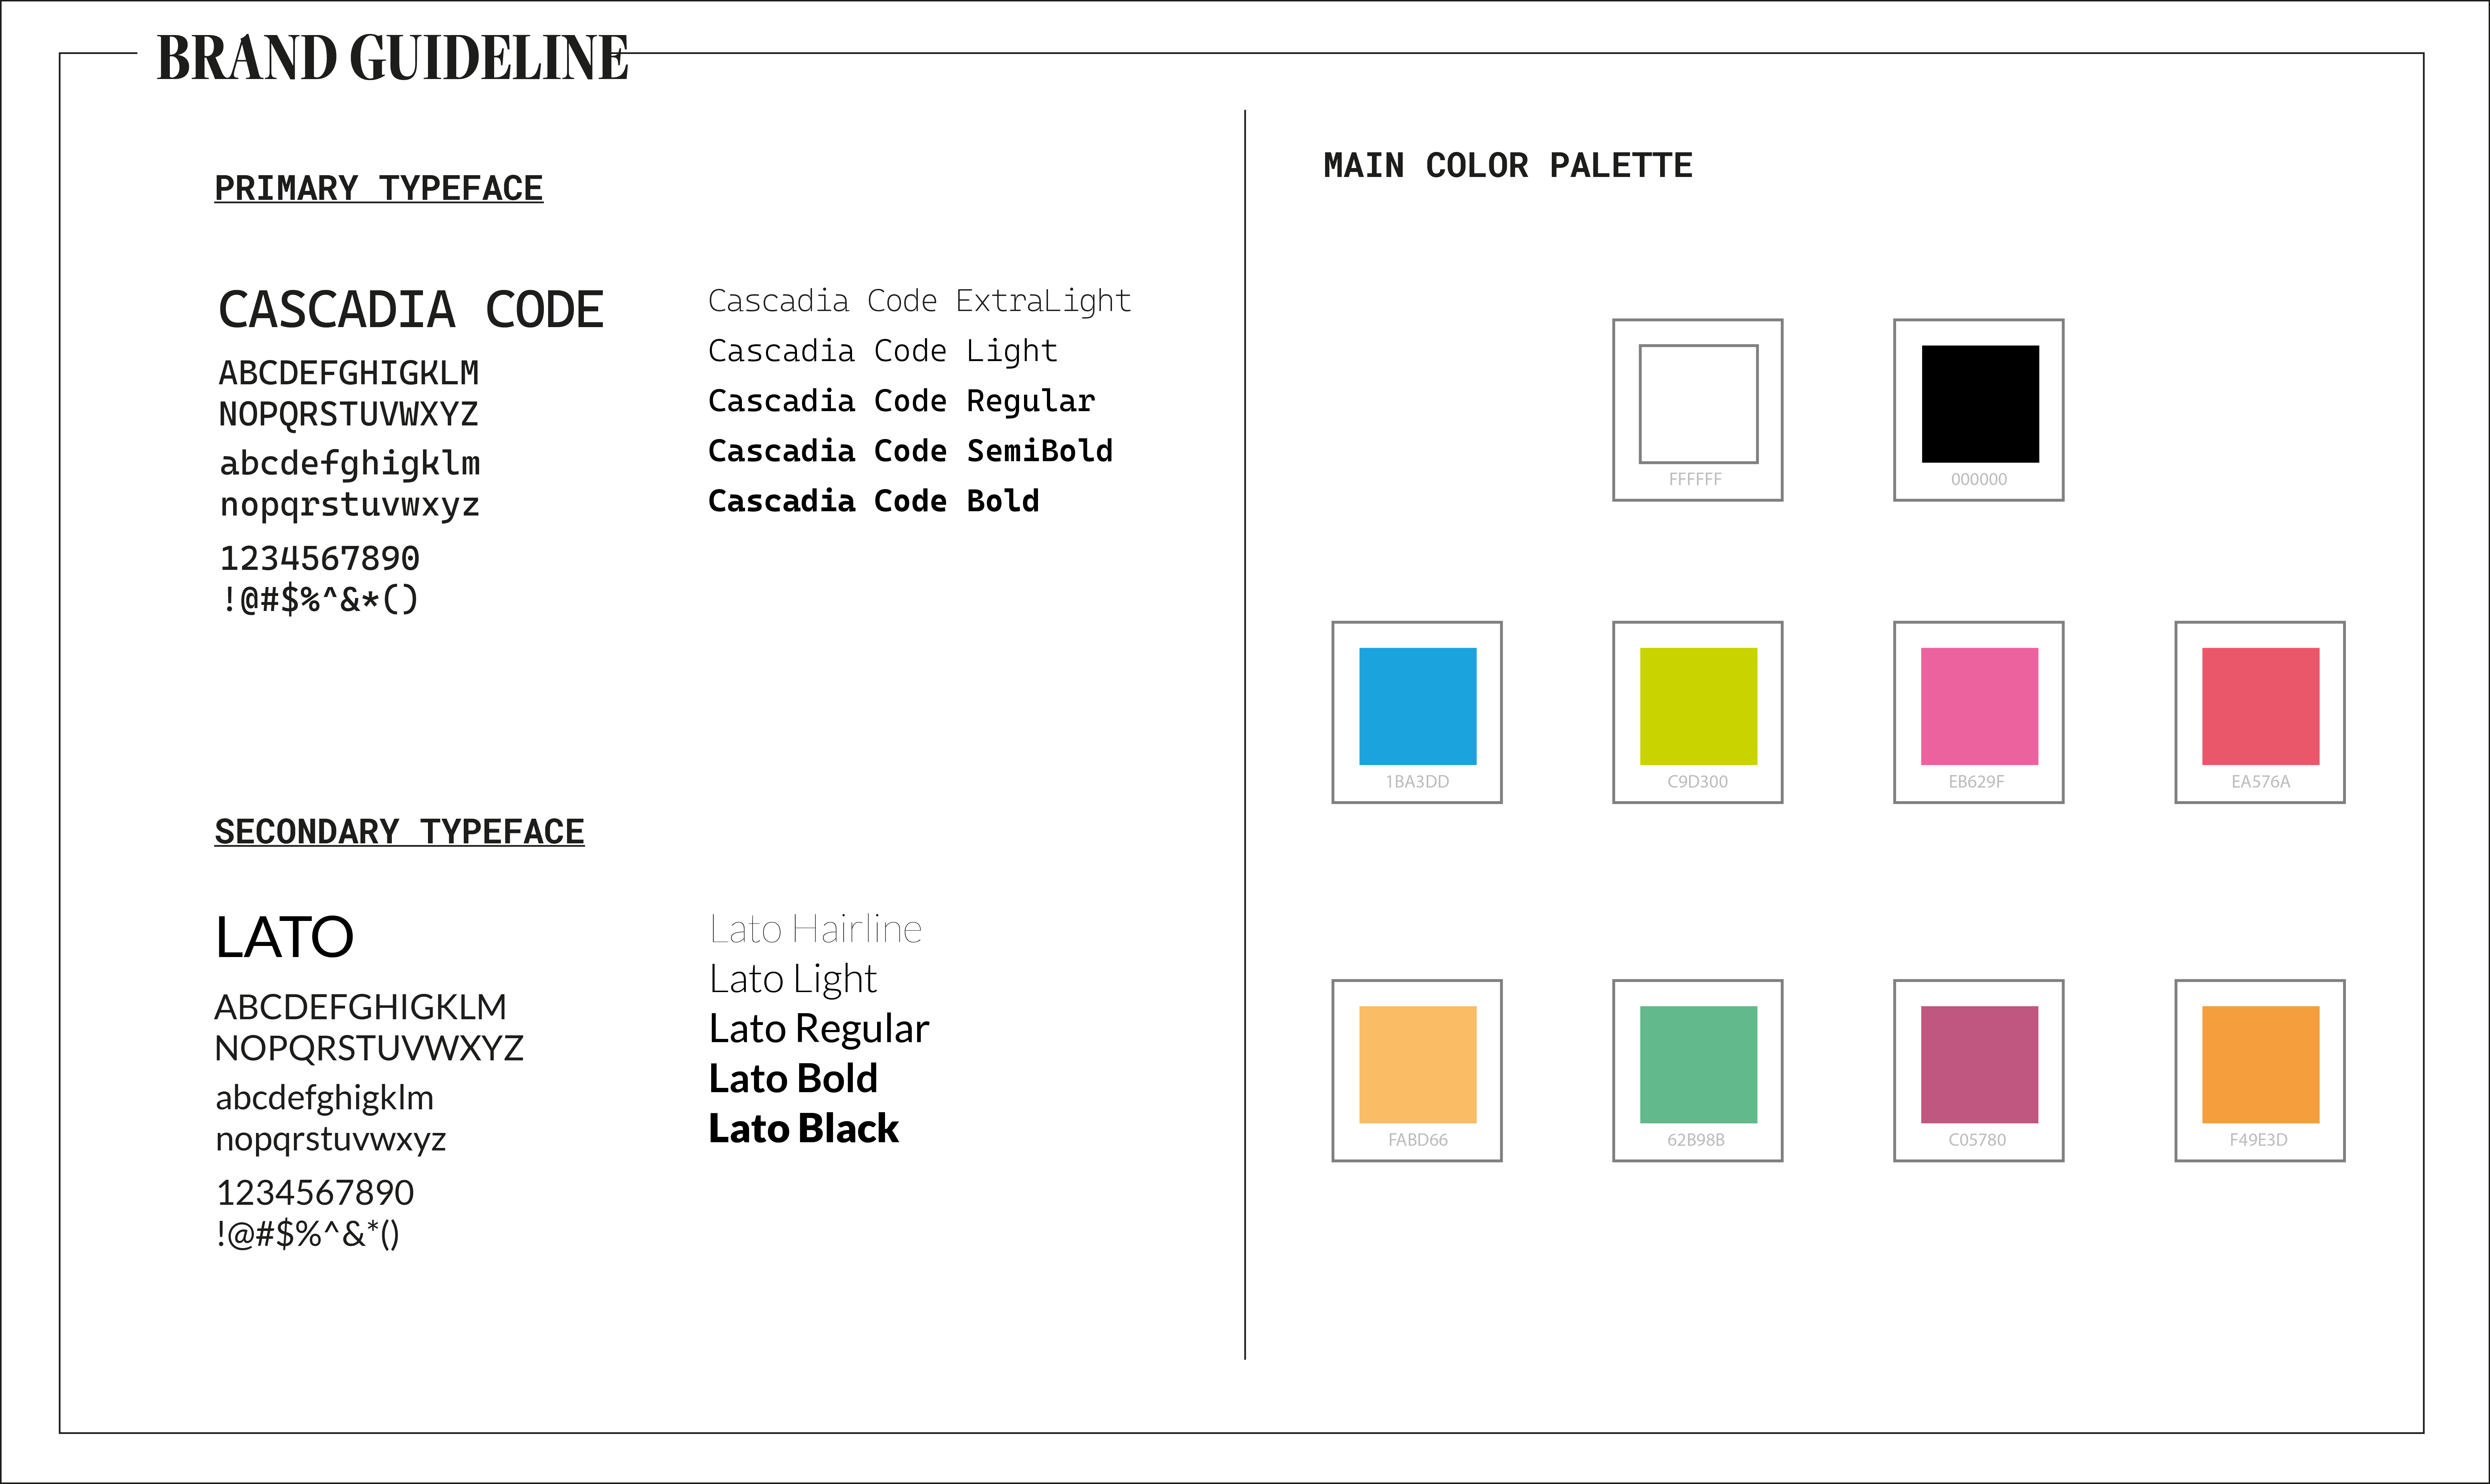 BRAND GUIDELINE
PRIMARY TYPEFACE
CASCADIA CODE
ABCDEFGHIGKLM
NOPQRSTUVWXYZ
abcdefghigklm
nopqrstuvwxyz
1234567890
!@#$%^&*()
Cascadia Code ExtraLight
Cascadia Code Light
Cascadia Code Regular
Cascadia Code SemiBold
Cascadia Code Bold
SECONDARY TYPEFACE
LATO
ABCDEFGHIGKLM
NOPQRSTUVWXYZ
abcdefghigklm
nopqrstuvwxyz
1234567890
!@#$%^&*()
Lato Hairline
Lato Light
Lato Regular
Lato Bold
Lato Black
MAIN COLOR PALETTE
FFFFFF
000000
1BA3DD
C9D300
EB629F
EA576A
FABD66
62B98B
C05780
F49E3D